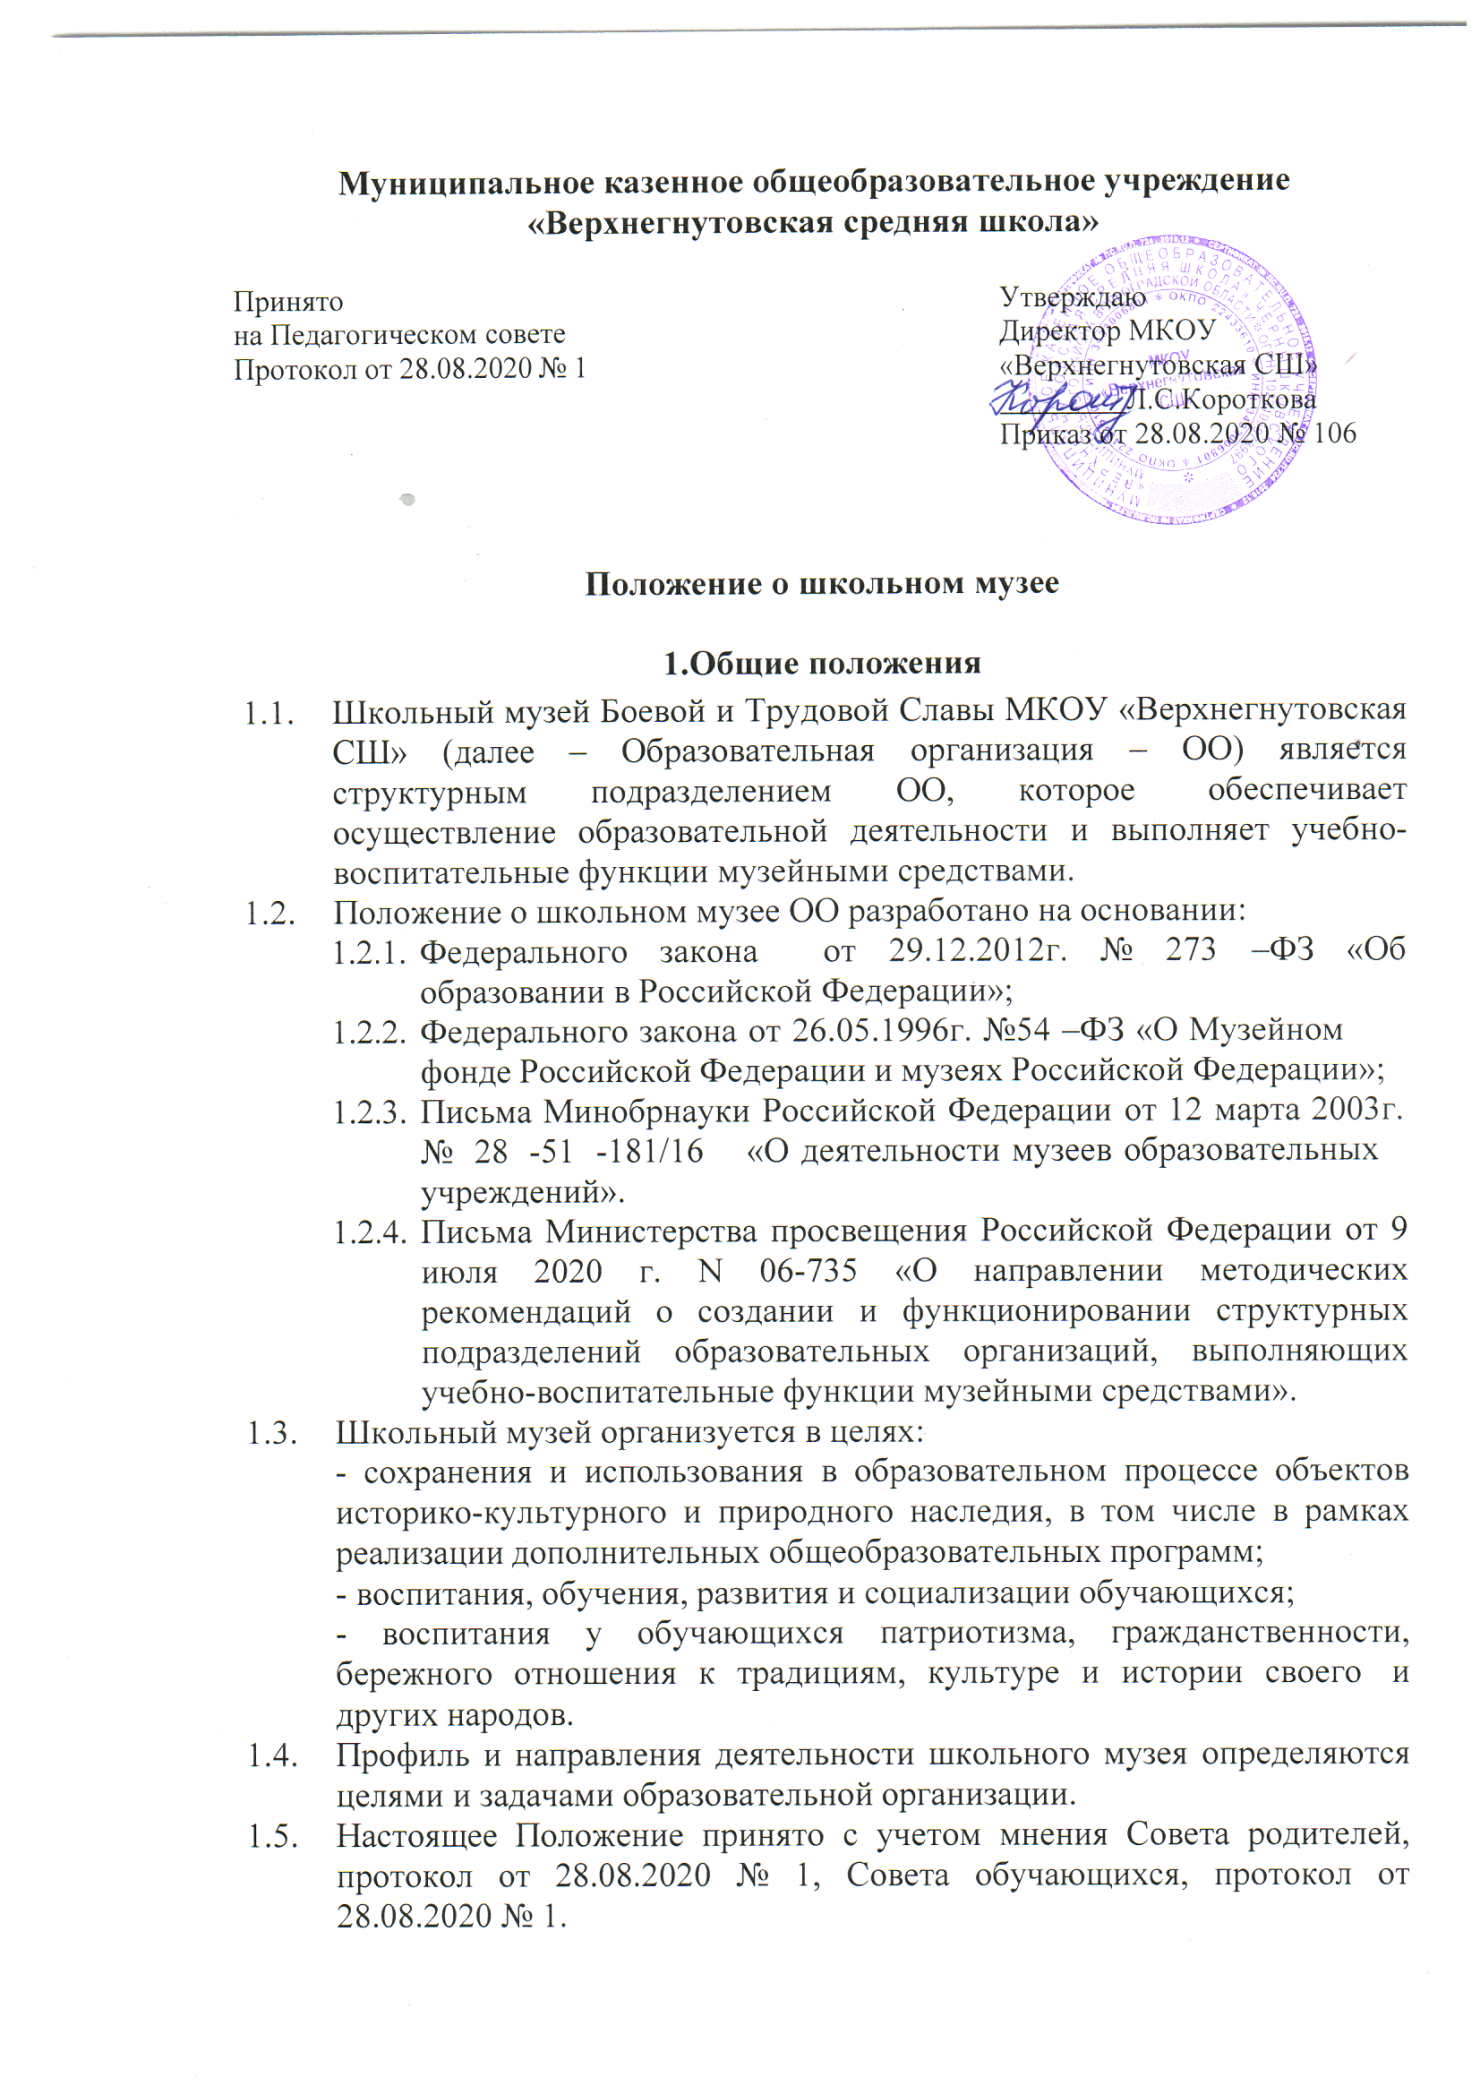 Муниципальное казенное общеобразовательное учреждение
«Верхнегнутовская средняя школа»
Принято
на Педагогическом совете
Протокол от 28.08.2020 № 1
Утверждаю
Директор МКОУ
«Верхнегнутовская СШ»
Л.С.Короткова
Приказ от 28.08.2020 № 106
МКОУ
«Верхнегнутовская
СШ»
Положение о школьном музее
1.Общие положения
1.1. Школьный музей Боевой и Трудовой Славы МКОУ «Верхнегнутовская
СШ» (далее – Образовательная организация – ОО) является
структурным подразделением ОО, которое обеспечивает
осуществление образовательной деятельности и выполняет учебно-
воспитательные функции музейными средствами.
1.2. Положение о школьном музее ОО разработано на основании:
1.2.1. Федерального закона от 29.12.2012г. № 273 –ФЗ «Об
образовании в Российской Федерации»;
1.2.2. Федерального закона от 26.05.1996г. №54 –ФЗ «О Музейном
фонде Российской Федерации и музеях Российской Федерации»;
1.2.3. Письма Минобрнауки Российской Федерации от 12 марта 2003г.
№ 28 -51 -181/16 «О деятельности музеев образовательных
учреждений».
1.2.4. Письма Министерства просвещения Российской Федерации от 9
июля 2020 г. N 06-735 «О направлении методических
рекомендаций о создании и функционировании структурных
подразделений образовательных организаций, выполняющих
учебно-воспитательные функции музейными средствами».
1.3. Школьный музей организуется в целях:
- сохранения и использования в образовательном процессе объектов
историко-культурного и природного наследия, в том числе в рамках
реализации дополнительных общеобразовательных программ;
- воспитания, обучения, развития и социализации обучающихся;
- воспитания у обучающихся патриотизма, гражданственности,
бережного отношения к традициям, культуре и истории своего и
других народов.
1.4. Профиль и направления деятельности школьного музея определяются
целями и задачами образовательной организации.
1.5. Настоящее Положение принято с учетом мнения Совета родителей,
протокол от 28.08.2020 № 1, Совета обучающихся, протокол от
28.08.2020 № 1.